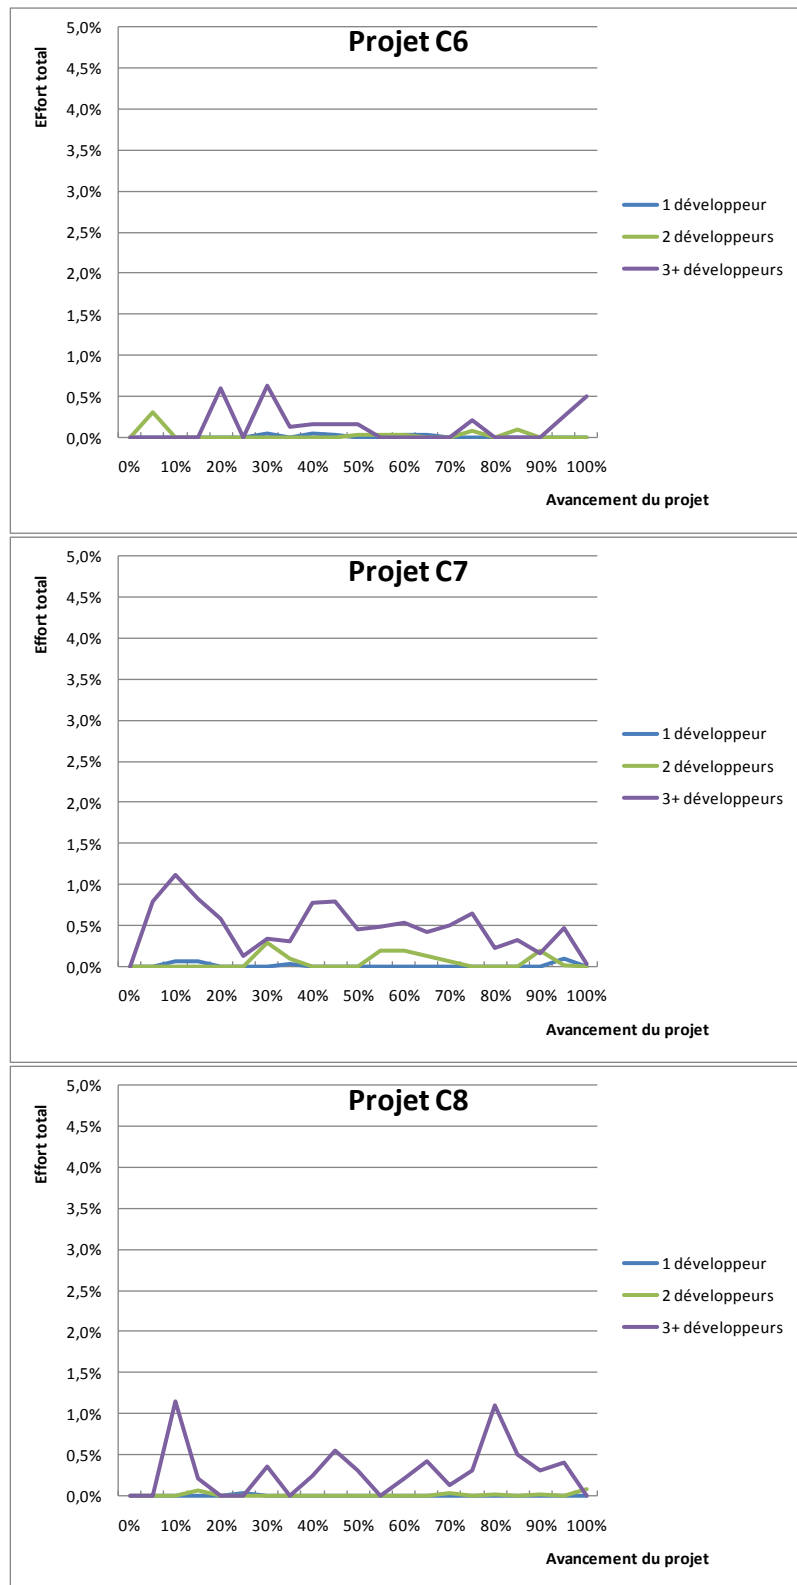 Projet C6
EFfort total
5,0%
4,5%
4,0%
3,5%
3,0%
2,5%
2,0%
1,5%
1,0%
0,5%
0,0%
0% 10% 20% 30% 40% 50% 60% 70% 80% 90% 100%
Avancement du projet
1 développeur
2 développeurs
3+ développeurs
Projet C7
Effort total
5,0%
4,5%
4,0%
3,5%
3,0%
2,5%
2,0%
1,5%
1,0%
0,5%
0,0%
0% 10% 20% 30% 40% 50% 60% 70% 80% 90% 100%
Avancement du projet
1 développeur
2 développeurs
3+ développeurs
Projet C8
Effort total
5,0%
4,5%
4,0%
3,5%
3,0%
2,5%
2,0%
1,5%
1,0%
0,5%
0,0%
0% 10% 20% 30% 40% 50% 60% 70% 80% 90% 100%
Avancement du projet
1 développeur
2 développeurs
3+ développeurs